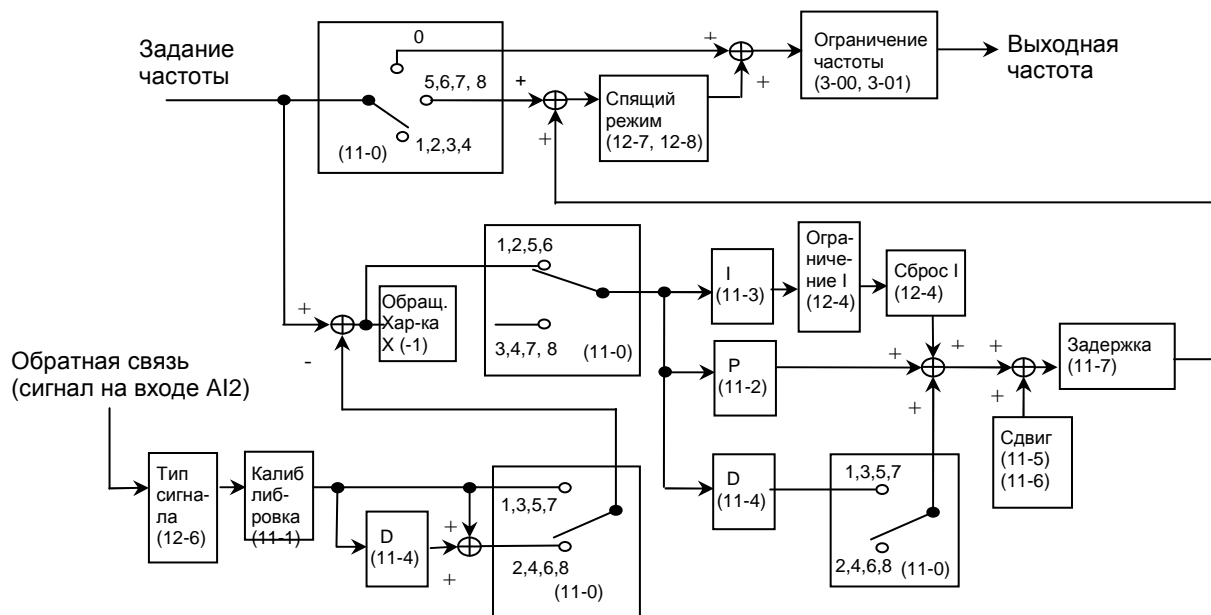 Задание
частоты
0
5,6,7, 8
1,2,3,4
(11-0)
+
+
+
Спящий
режим
(12-7, 12-8)
+
Ограничение
частоты
(3-00, 3-01)
Выходная
частота
+
-
Обращ.
Хар-ка
X (-1)
1,2,5,6
3,4,7, 8
(11-0)
I
(11-3)
Огра-
ниче-
ние I
(12-4)
Сброс I
(12-4)
P
(11-2)
D
(11-4)
1,3,5,7
2,4,6,8
(11-0)
+
+
+
+
+
Сдвиг
(11-5)
(11-6)
Задержка
(11-7)
Обратная связь
(сигнал на входе AI2)
Тип
сигна-
ла
(12-6)
Калиб
либ-
ровка
(11-1)
D
(11-4)
+
+
1,3,5,7
2,4,6,8
(11-0)